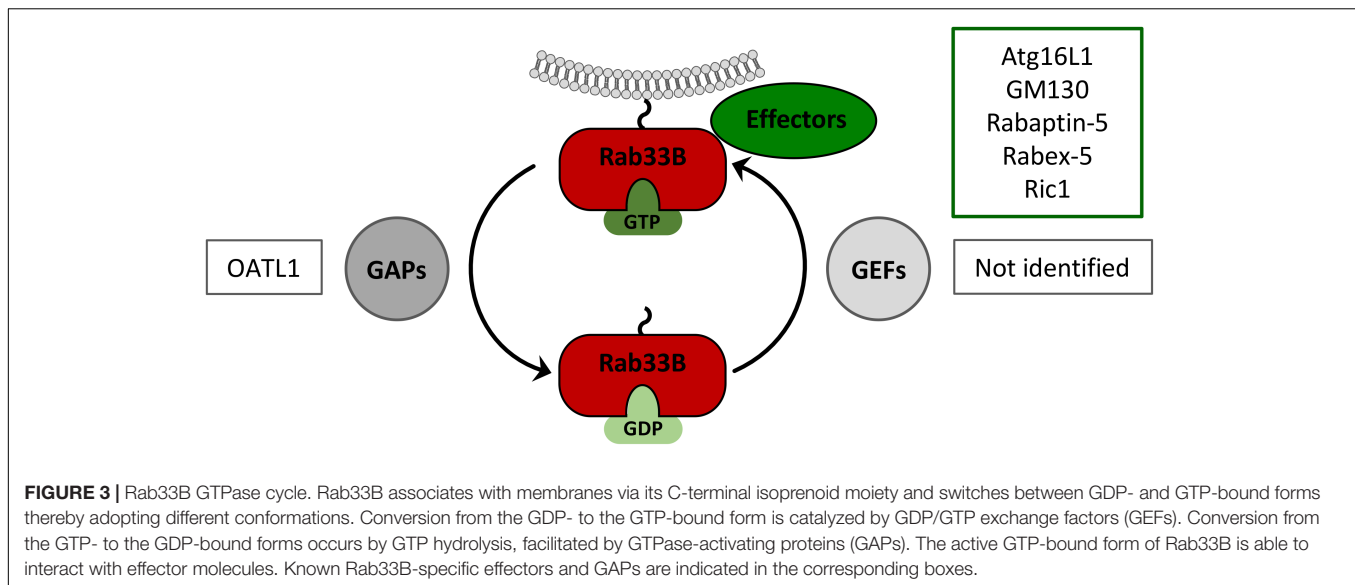 Atg16L1
GM130
Rabaptin-5
Rabex-5
Ric1
Effectors
Rab33B
GTP
OATL1
GAPs
GEFs
Not identified
Rab33B
GDP
FIGURE 3 | Rab33B GTPase cycle. Rab33B associates with membranes via its C-terminal isoprenoid moiety and switches between GDP- and GTP-bound forms
thereby adopting different conformations. Conversion from the GDP- to the GTP-bound form is catalyzed by GDP/GTP exchange factors (GEFs). Conversion from
the GTP- to the GDP-bound forms occurs by GTP hydrolysis, facilitated by GTPase-activating proteins (GAPs). The active GTP-bound form of Rab33B is able to
interact with effector molecules. Known Rab33B-specific effectors and GAPs are indicated in the corresponding boxes.